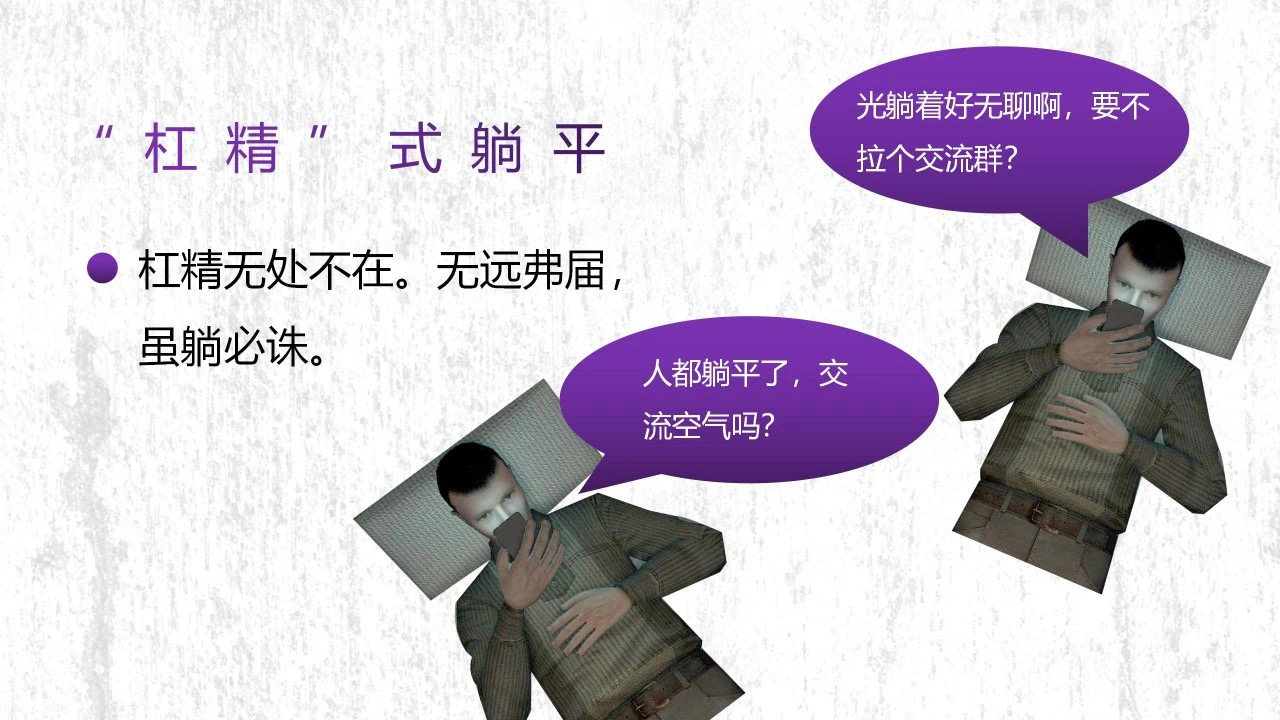 “杠精” 式躺平
杠精无处不在。无远弗届，
虽躺必诛。
光躺着好无聊啊，要不
拉个交流群？
人都躺平了，交
流空气吗？